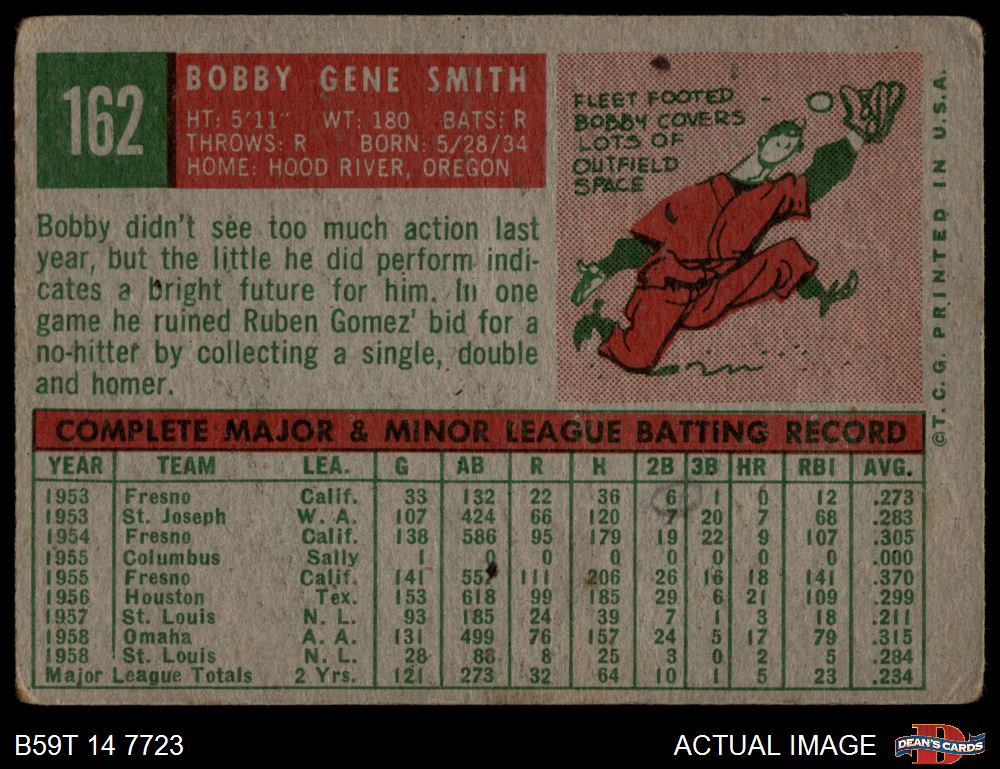 162
BOBBY GENE SMITH
HT: 5'11" WT: 180 BATS: R
THROWS: R BORN: 5/28/34
HOME: HOOD RIVER, OREGON
FLEET FOOTED
BOBBY COVERS
LOTS OF
OUTFIELD
SPACE
Bobby didn't see too much action last
year, but the little he did perform indi-
cates a bright future for him. In one
game he ruined Ruben Gomez' bid for a
no-hitter by collecting a single, double
and homer.
©T.C.G. PRINTED IN U.S.A.
COMPLETE MAJOR & MINOR LEAGUE BATTING RECORD
YEAR TEAM LEA. G AB R H 2B 3B HR RBI AVG.
1953 Fresno Calif. 33 132 22 36 6 1 0 12 .273
1953 St. Joseph W. A. 107 424 66 120 7 20 7 68 .283
1954 Fresno Calif. 138 586 95 179 19 22 9 107 .305
1955 Columbus Sally 1 0 0 0 0 0 0 0 .000
1955 Fresno Calif. 141 557 111 206 26 16 18 141 .370
1956 Houston Tex. 153 618 99 185 29 6 21 109 .299
1957 St. Louis N. L. 93 185 24 39 7 1 3 18 .211
1958 Omaha A. A. 131 499 76 157 24 5 17 79 .315
1958 St. Louis N. L. 28 88 8 25 3 0 2 5 .284
Major League Totals 2 Yrs. 121 273 32 64 10 1 5 23 .234
B59T 14 7723
ACTUAL IMAGE
D
DEAN'S CARDS